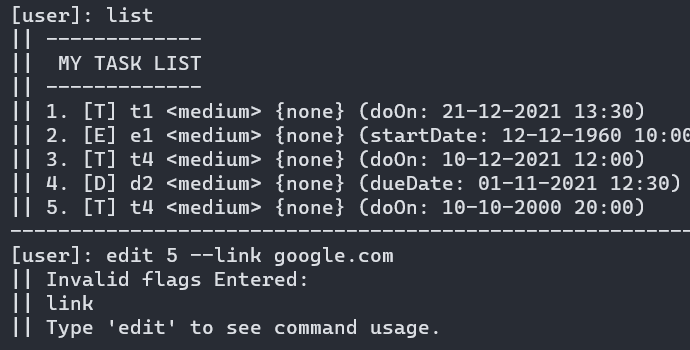 [user]: list
|| -------------
||  MY TASK LIST
|| -------------
|| 1. [T] t1 <medium> {none} (doOn: 21-12-2021 13:30)
|| 2. [E] e1 <medium> {none} (startDate: 12-12-1960 10:00
|| 3. [T] t4 <medium> {none} (doOn: 10-12-2021 12:00)
|| 4. [D] d2 <medium> {none} (dueDate: 01-11-2021 12:30)
|| 5. [T] t4 <medium> {none} (doOn: 10-10-2000 20:00)
---------------------------------------------------------
[user]: edit 5 --link google.com
|| Invalid flags Entered:
|| link
|| Type 'edit' to see command usage.